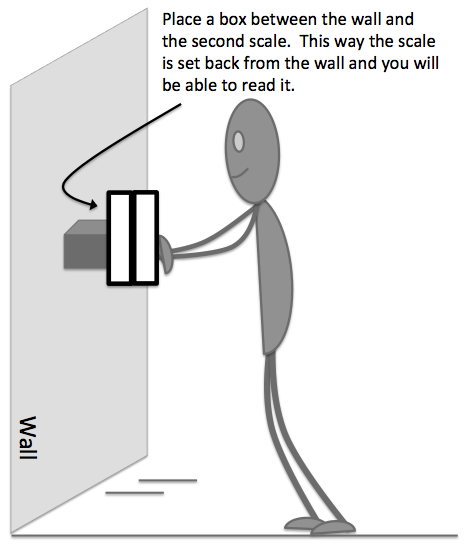 Place a box between the wall and
the second scale.  This way the scale
is set back from the wall and you will
be able to read it.
Wall